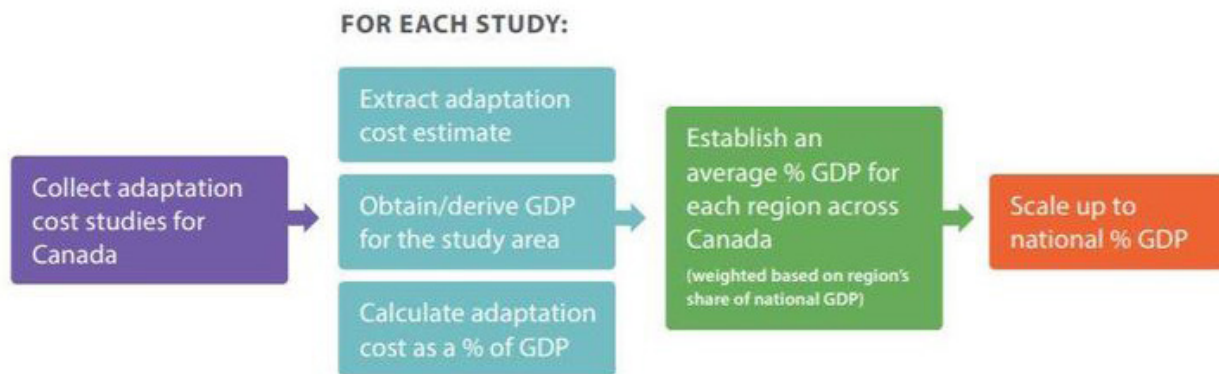 FOR EACH STUDY:
Collect adaptation
cost studies for
Canada
Extract adaptation
cost estimate
Obtain/derive GDP
for the study area
Calculate adaptation
cost as a % of GDP
Establish an
average % GDP for
each region across
Canada
(weighted based on region's
share of national GDP)
Scale up to
national % GDP